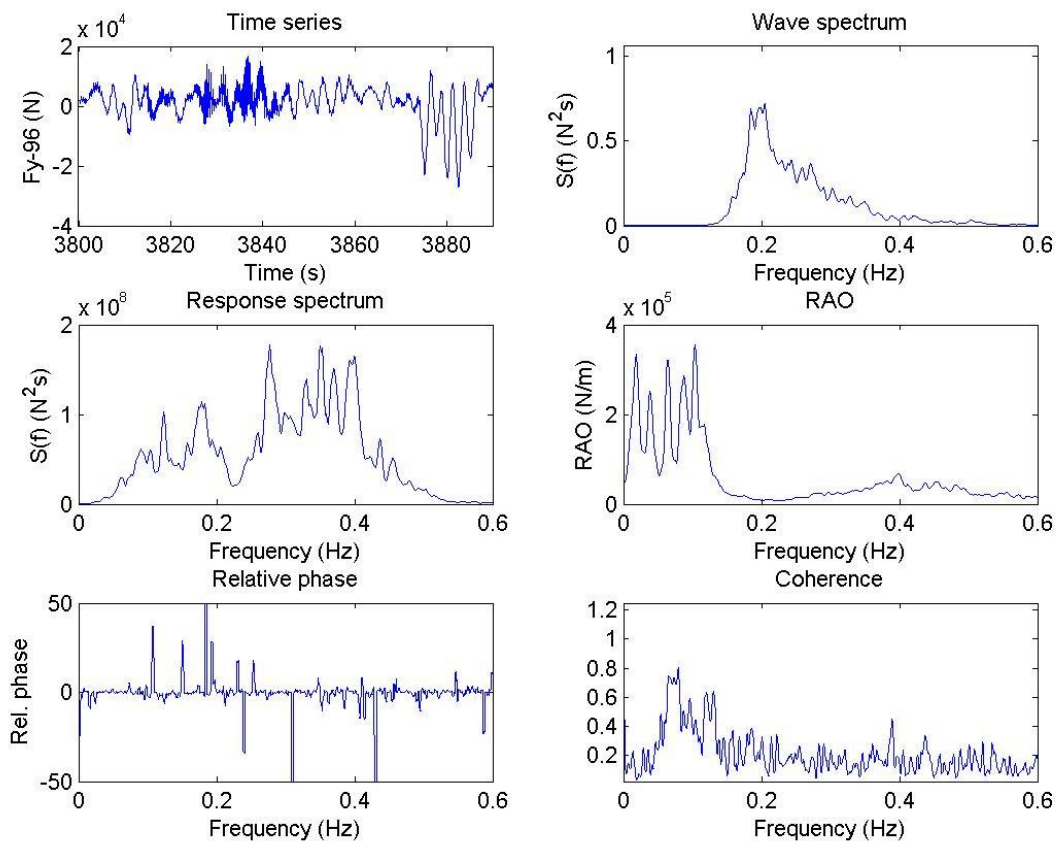 Time series
x 10^4
2
0
-2
-4
Fy-96 (N)
3800 3820 3840 3860 3880
Time (s)
Wave spectrum
1
0.5
0
S(f) (N^2s)
0 0.2 0.4 0.6
Frequency (Hz)
Response spectrum
x 10^8
2
1
0
S(f) (N^2s)
0 0.2 0.4 0.6
Frequency (Hz)
RAO
x 10^5
4
2
0
RAO (N/m)
0 0.2 0.4 0.6
Frequency (Hz)
Relative phase
50
0
-50
Rel. phase
0 0.2 0.4 0.6
Frequency (Hz)
Coherence
1.2
1
0.8
0.6
0.4
0.2
0 0.2 0.4 0.6
Frequency (Hz)